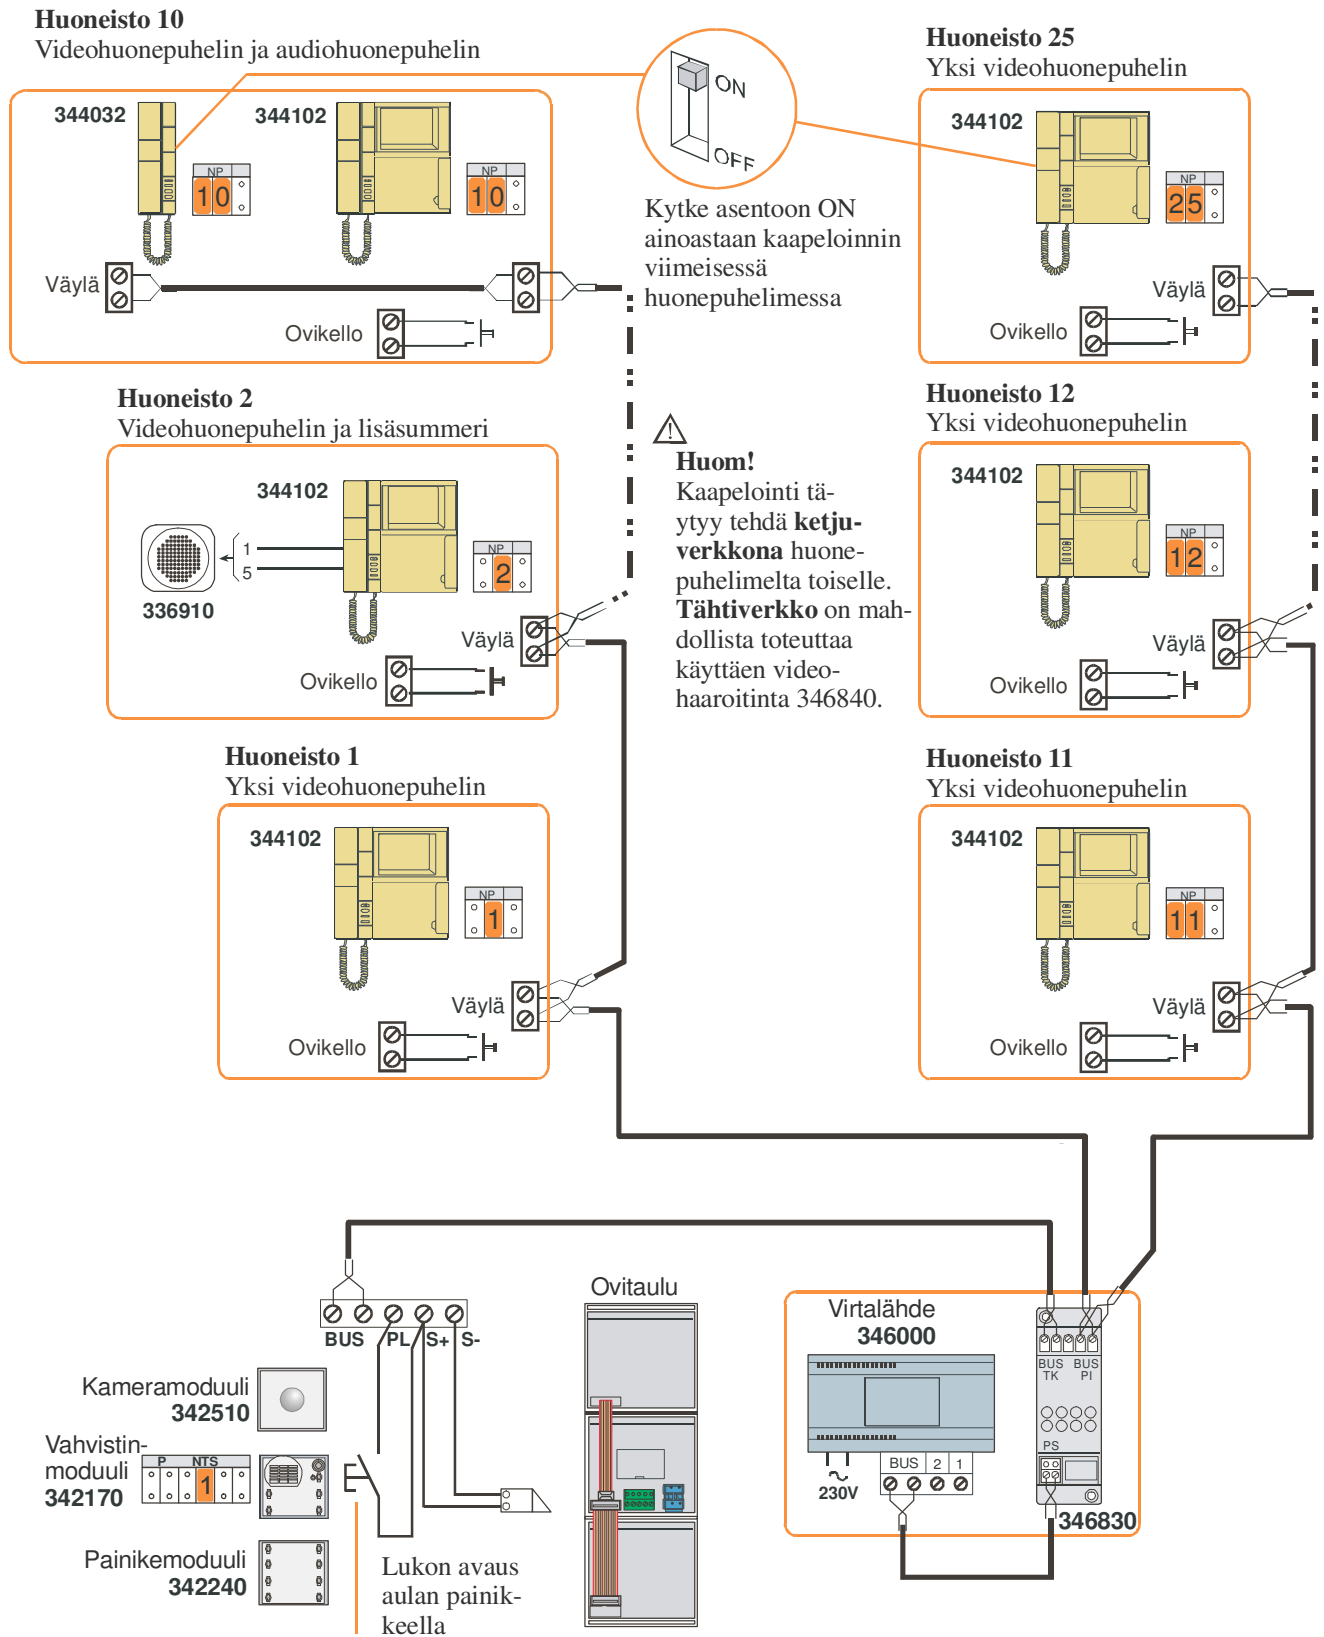 Huoneisto 10
Videohuonepuhelin ja audiohuonepuhelin
344032
344102
NP
10
NP
10
Väylä
Ovikello
ON
OFF
Kytke asentoon ON
ainoastaan kaapeloinnin
viimeisessä
huonepuhelimessa
Huoneisto 25
Yksi videohuonepuhelin
344102
NP
25
Väylä
Ovikello
Huoneisto 2
Videohuonepuhelin ja lisäsummeri
344102
1
5
336910
NP
2
Väylä
Ovikello
!
Huom!
Kaapelointi tä-
ytyy tehdä ketju-
verkkona huone-
puhelimelta toiselle.
Tähtiverkko on mah-
dollista toteuttaa
käyttäen video-
haaroitinta 346840.
Huoneisto 12
Yksi videohuonepuhelin
344102
NP
12
Väylä
Ovikello
Huoneisto 1
Yksi videohuonepuhelin
344102
NP
1
Väylä
Ovikello
Huoneisto 11
Yksi videohuonepuhelin
344102
NP
11
Väylä
Ovikello
BUS PL S+ S-
Kameramoduuli
342510
Vahvistin-
moduuli
342170
P NTS
1
Painikemoduuli
342240
Lukon avaus
aulan painik-
keella
Ovitaulu
Virtalähde
346000
230V
BUS 2 1
BUS BUS
TK PI
PS
346830